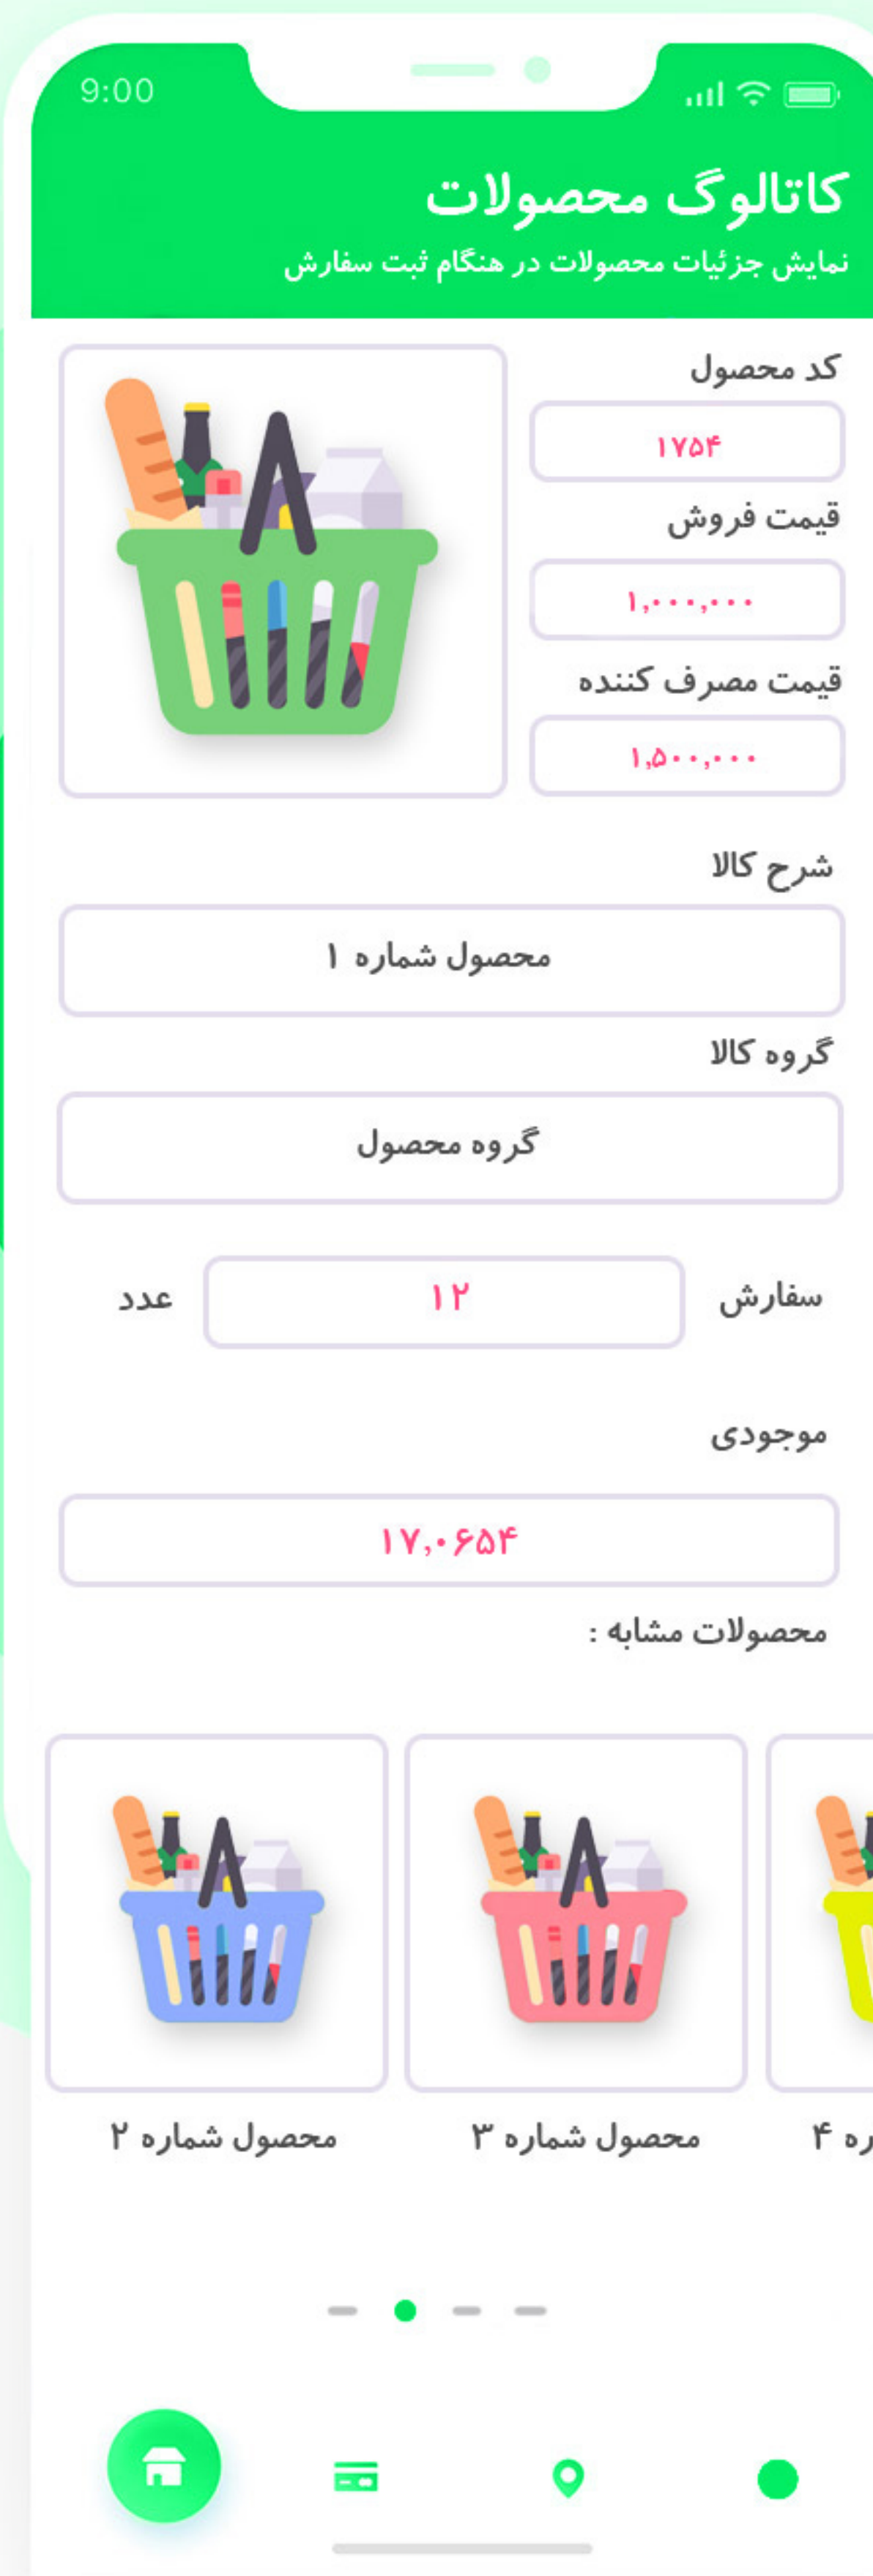 9:00
کاتالوگ محصولات
نمایش جزئیات محصولات در هنگام ثبت سفارش
کد محصول
۱۷۵۴
قیمت فروش
۱,۰۰۰,۰۰۰
قیمت مصرف کننده
۱,۵۰۰,۰۰۰
شرح کالا
محصول شماره ۱
گروه کالا
گروه محصول
سفارش ۱۲ عدد
موجودی
۱۷,۰۶۵۴
محصولات مشابه :
محصول شماره ۲
محصول شماره ۳
ره ۴